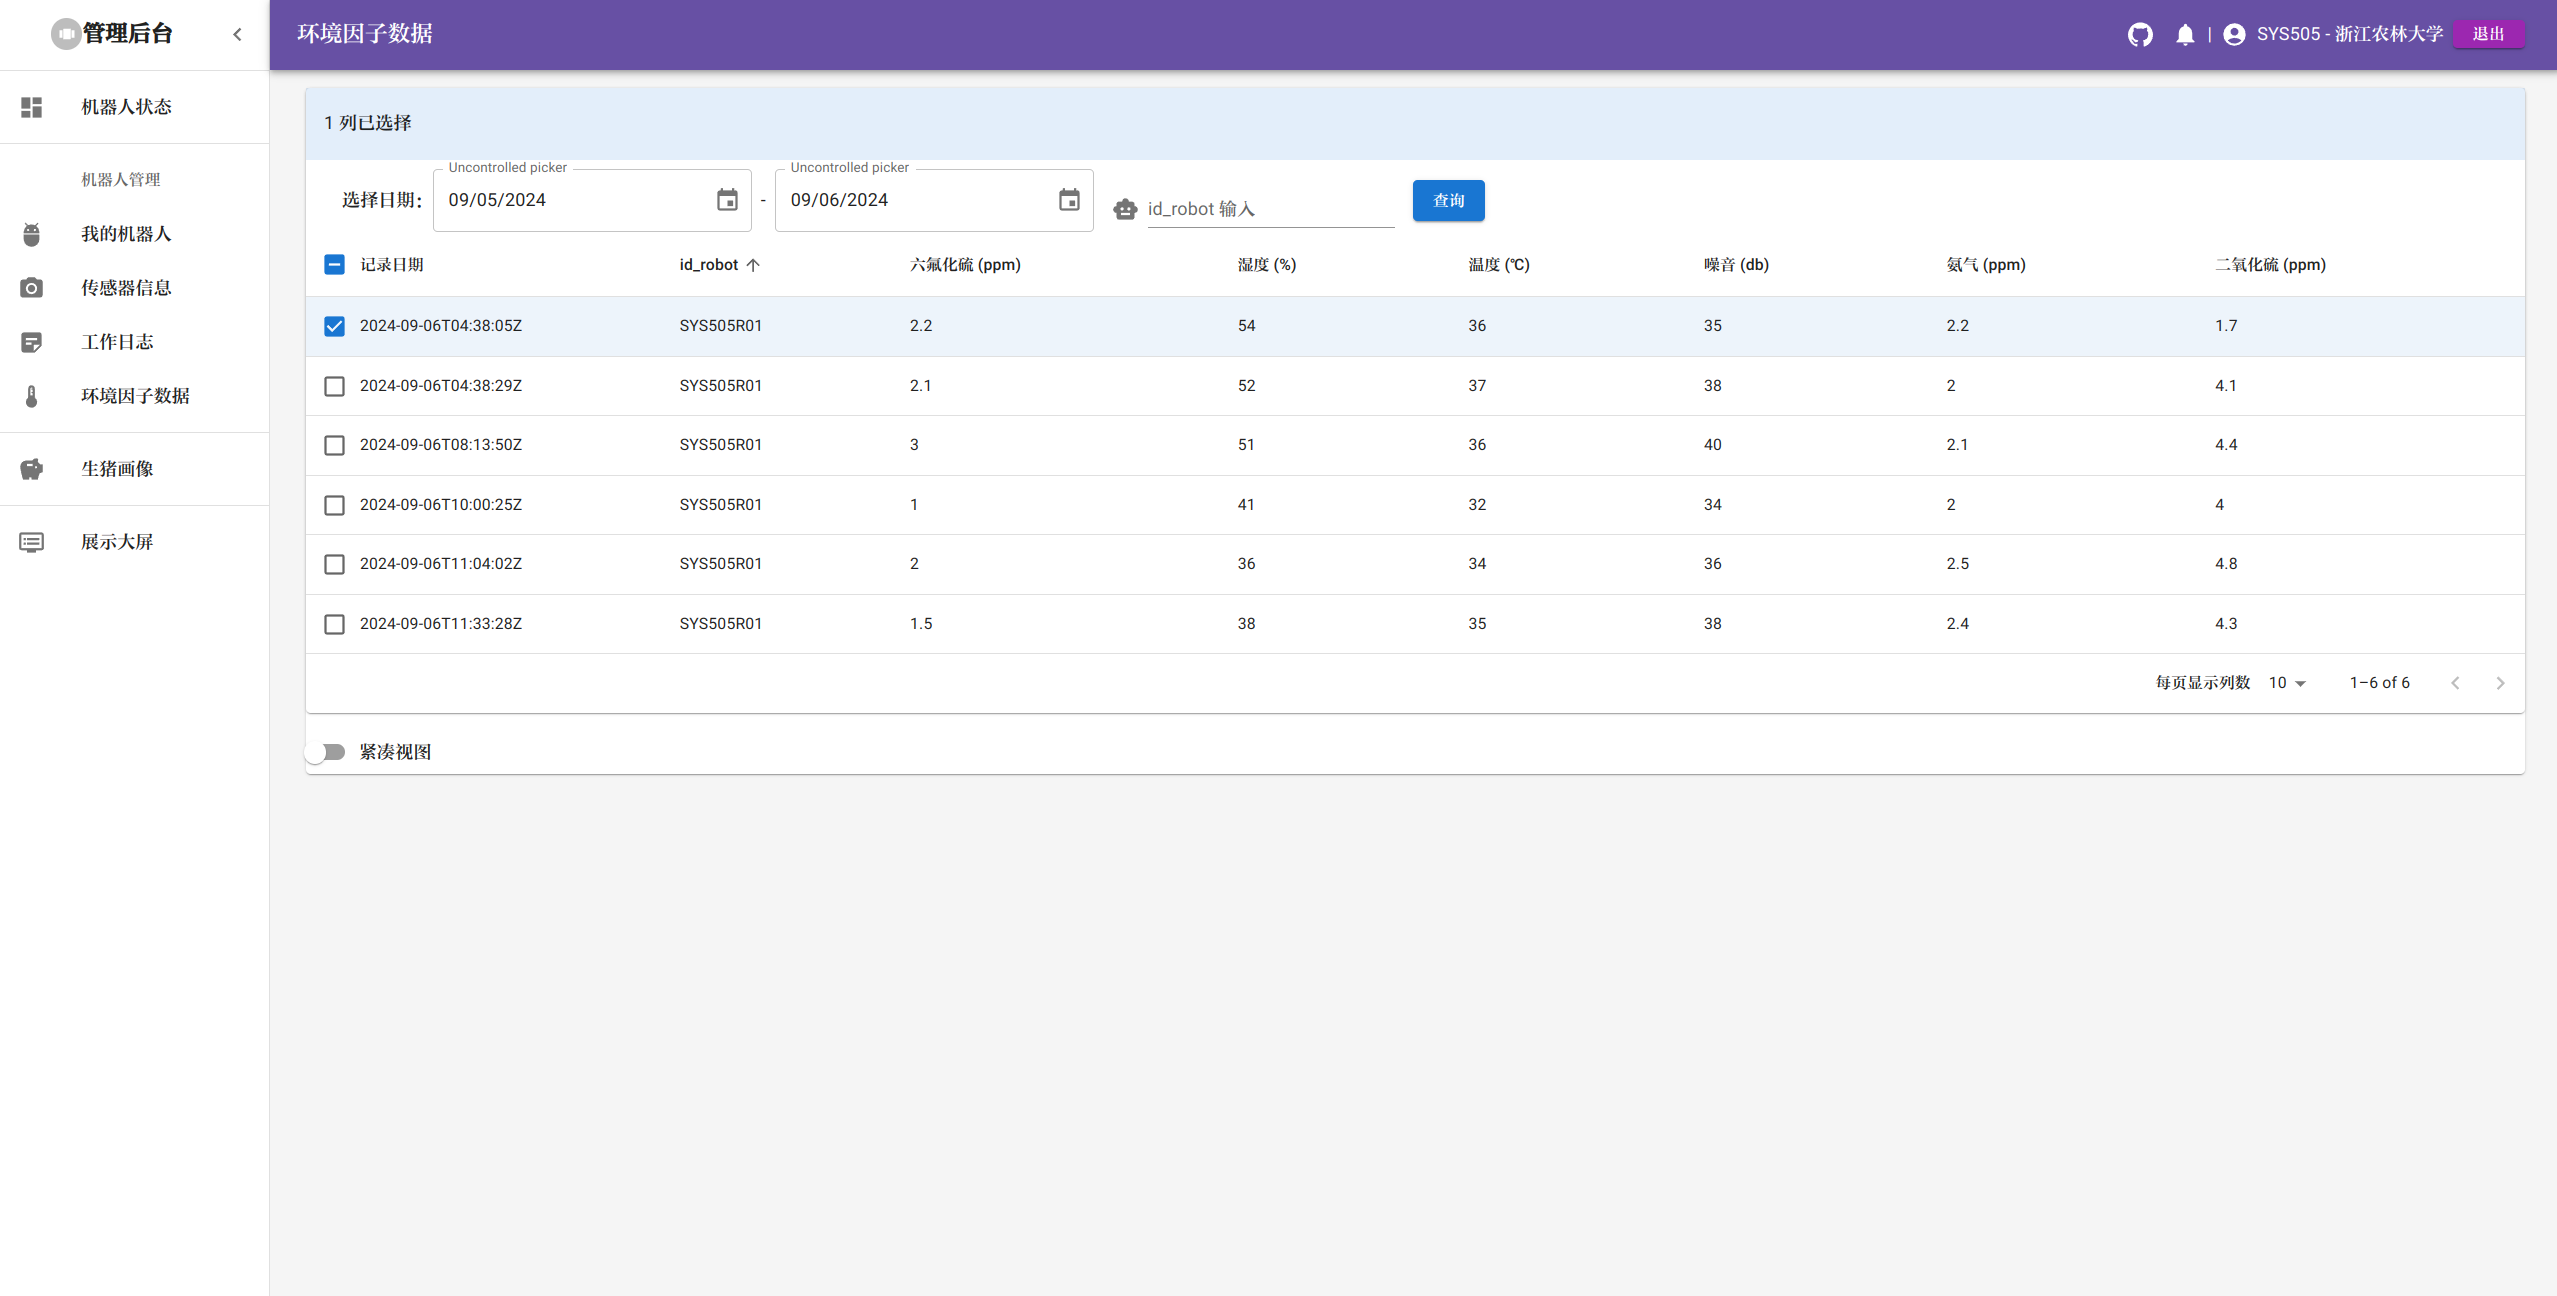 管理后台
环境因子数据
| SYS505 - 浙江农林大学 退出
机器人状态
机器人管理
我的机器人
传感器信息
工作日志
环境因子数据
生猪画像
展示大屏
1 列已选择
Uncontrolled picker Uncontrolled picker
选择日期： 09/05/2024 - 09/06/2024 id_robot 输入 查询
记录日期 id_robot 六氟化硫 (ppm) 湿度 (%) 温度 (℃) 噪音 (db) 氨气 (ppm) 二氧化硫 (ppm)
2024-09-06T04:38:05Z SYS505R01 2.2 54 36 35 2.2 1.7
2024-09-06T04:38:29Z SYS505R01 2.1 52 37 38 2 4.1
2024-09-06T08:13:50Z SYS505R01 3 51 36 40 2.1 4.4
2024-09-06T10:00:25Z SYS505R01 1 41 32 34 2 4
2024-09-06T11:04:02Z SYS505R01 2 36 34 36 2.5 4.8
2024-09-06T11:33:28Z SYS505R01 1.5 38 35 38 2.4 4.3
每页显示列数 10 1–6 of 6
紧凑视图